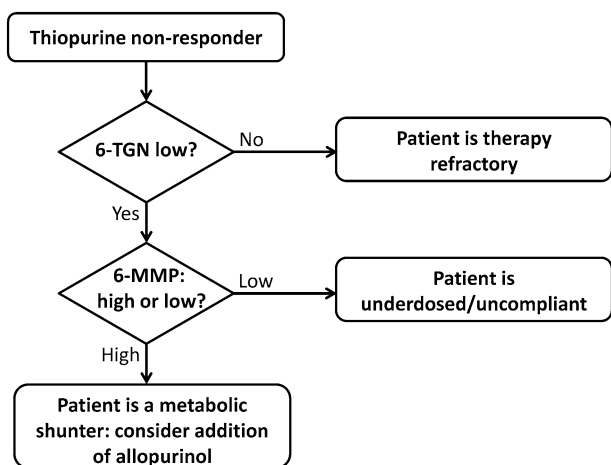 Thiopurine non-responder
6-TGN low?
No
Patient is therapy
refractory
Yes
6-MMP:
high or low?
Low
Patient is
underdosed/uncompliant
High
Patient is a metabolic
shunter: consider addition
of allopurinol